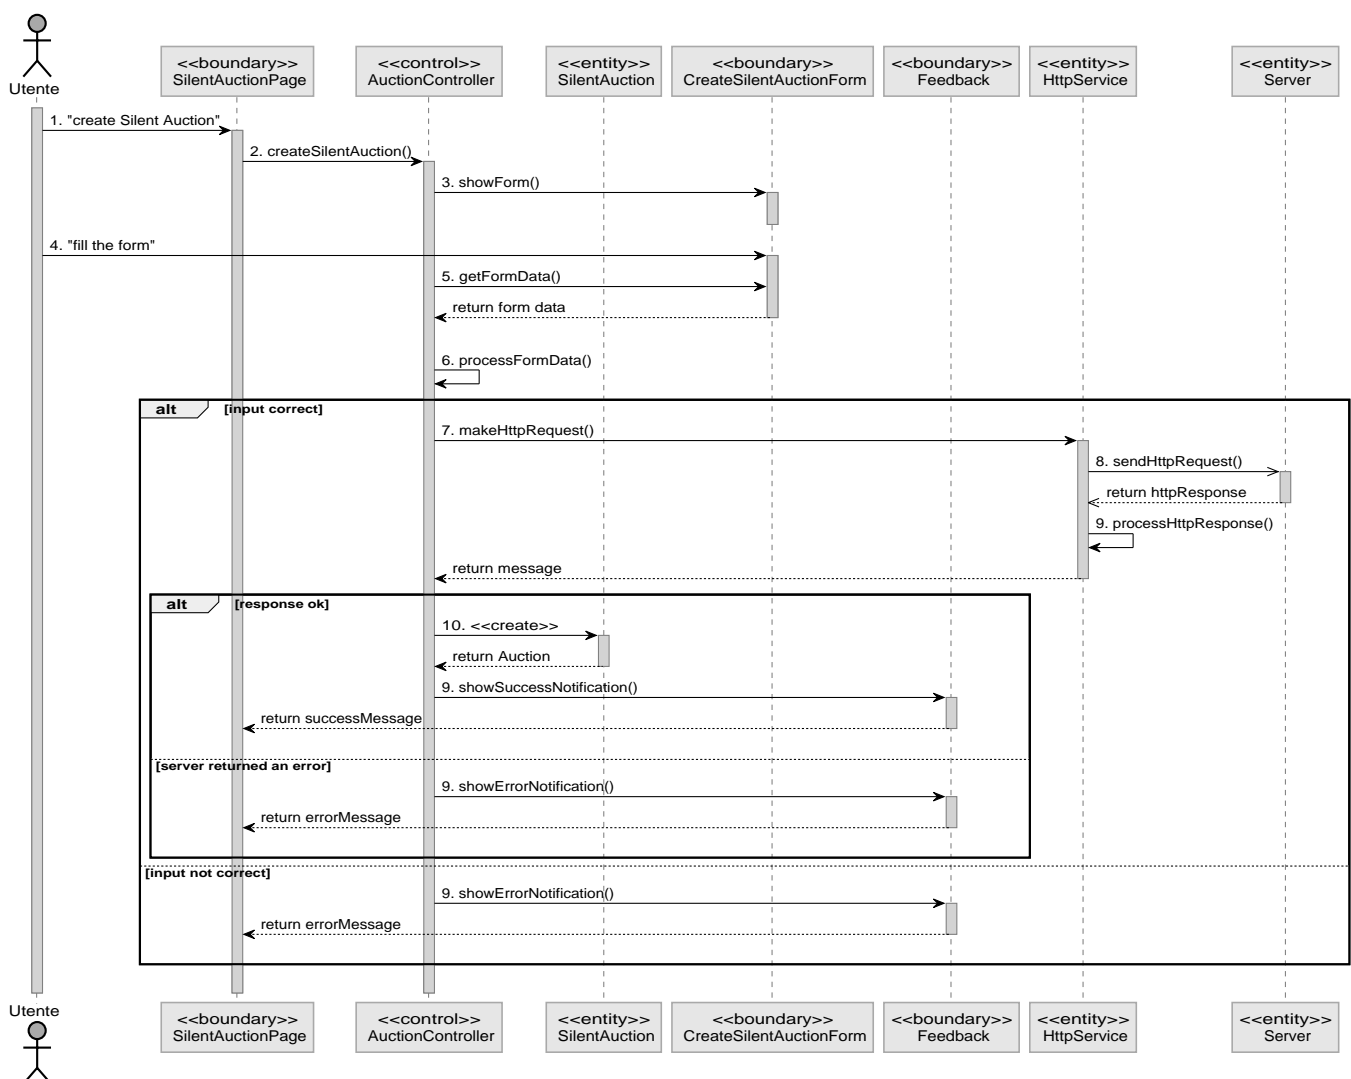 Utente
<<boundary>>
SilentAuctionPage
<<control>>
AuctionController
<<entity>>
SilentAuction
<<boundary>>
CreateSilentAuctionForm
<<boundary>>
Feedback
<<entity>>
HttpService
<<entity>>
Server
1. "create Silent Auction"
2. createSilentAuction()
3. showForm()
4. "fill the form"
5. getFormData()
return form data
6. processFormData()
alt [input correct]
7. makeHttpRequest()
8. sendHttpRequest()
return httpResponse
9. processHttpResponse()
return message
alt [response ok]
10. <<create>>
return Auction
9. showSuccessNotification()
return successMessage
[server returned an error]
9. showErrorNotification()
return errorMessage
[input not correct]
9. showErrorNotification()
return errorMessage
Utente
<<boundary>>
SilentAuctionPage
<<control>>
AuctionController
<<entity>>
SilentAuction
<<boundary>>
CreateSilentAuctionForm
<<boundary>>
Feedback
<<entity>>
HttpService
<<entity>>
Server